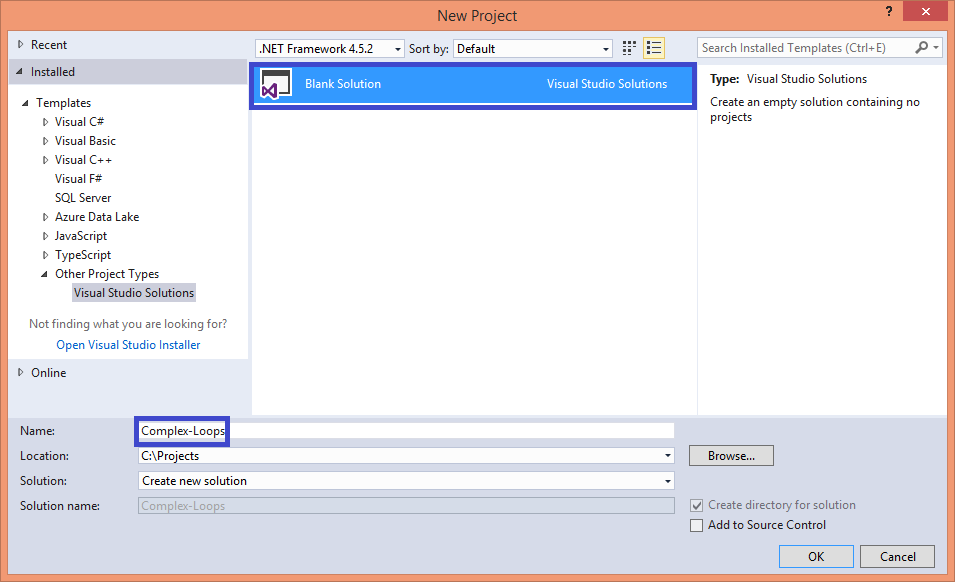 New Project
?
Recent
Installed
Templates
Visual C#
Visual Basic
Visual C++
Visual F#
SQL Server
Azure Data Lake
JavaScript
TypeScript
Other Project Types
Visual Studio Solutions
Not finding what you are looking for?
Open Visual Studio Installer
Online
.NET Framework 4.5.2 Sort by: Default
Blank Solution Visual Studio Solutions
Search Installed Templates (Ctrl+E)
Type: Visual Studio Solutions
Create an empty solution containing no
projects
Name: Complex-Loops
Location: C:\Projects Browse...
Solution: Create new solution
Solution name: Complex-Loops
Create directory for solution
Add to Source Control
OK Cancel